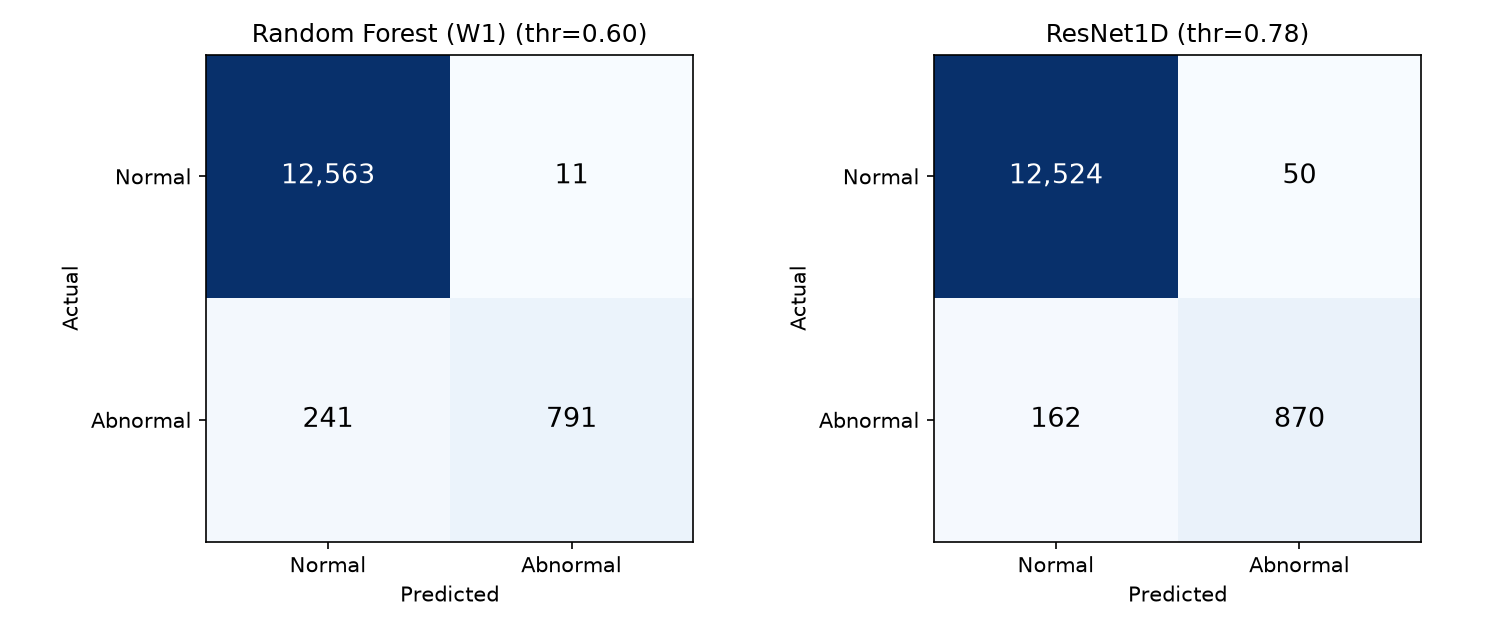 Random Forest (W1) (thr=0.60)
Actual
Normal
12,563
11
Abnormal
241
791
Normal
Abnormal
Predicted
ResNet1D (thr=0.78)
Actual
Normal
12,524
50
Abnormal
162
870
Normal
Abnormal
Predicted